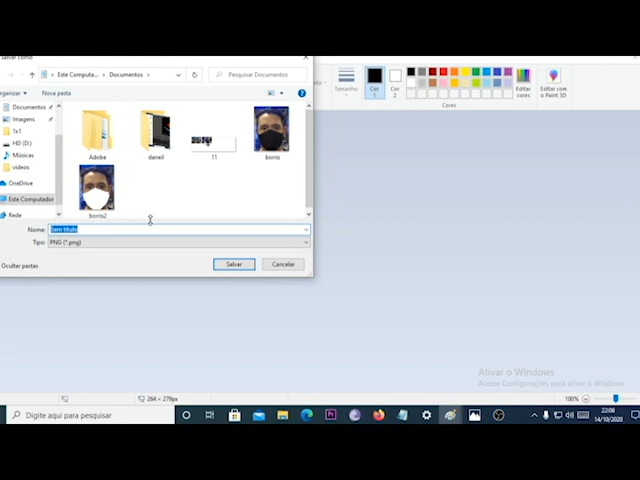 Salvar como
Este Computa... > Documentos >
Pesquisar Documentos
Organizar
Nova pasta
Documentos
Imagens
1x1
HD (D:)
Músicas
videos
OneDrive
Este Computador
Rede
Adobe
daneil
11
borris
borris2
Nome: Sem título
Tipo: PNG (*.png)
Ocultar pastas
Salvar
Cancelar
Tamanho
Cor
1
Cor
2
Editar
cores
Editar com
o Paint 3D
Cores
Ativar o Windows
Acesse Configurações para ativar o Windows.
264 × 279px
100%
Digite aqui para pesquisar
22:06
14/10/2020